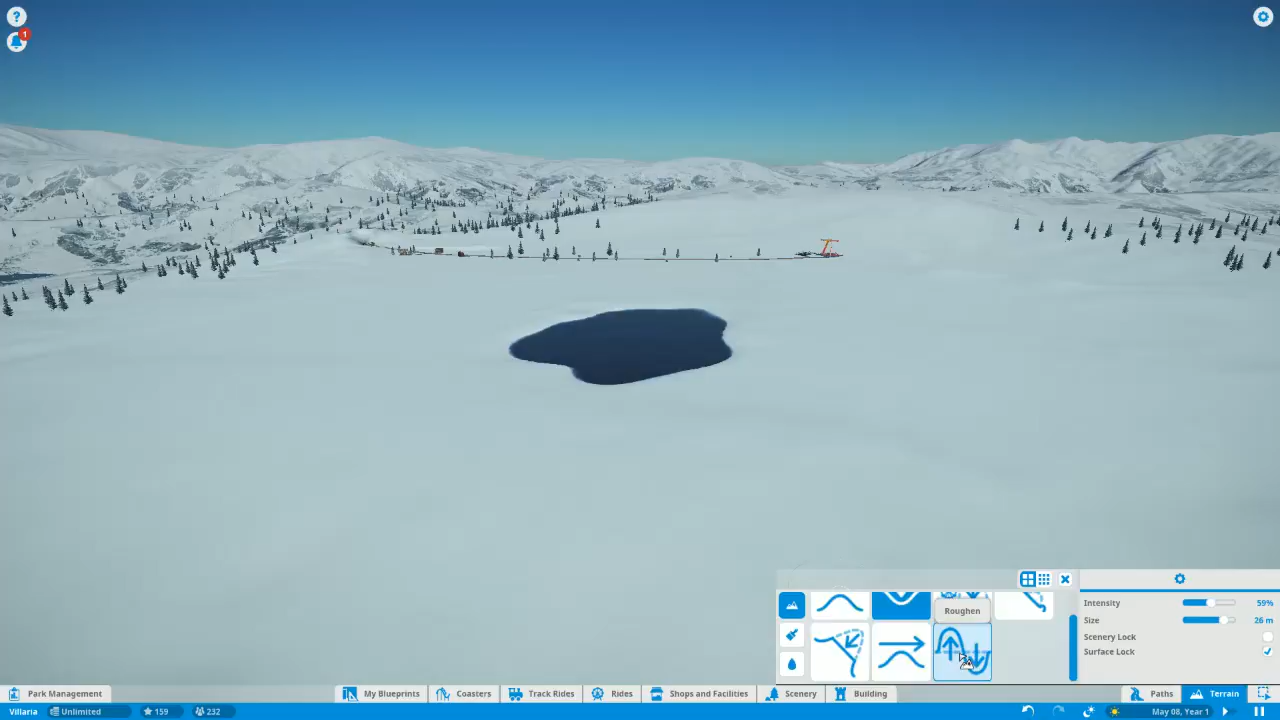 ?
1
Roughen
Intensity 59%
Size 26 m
Scenery Lock
Surface Lock
Park Management My Blueprints Coasters Track Rides Rides Shops and Facilities Scenery Building Paths Terrain
Villaria Unlimited 159 232 May 08, Year 1